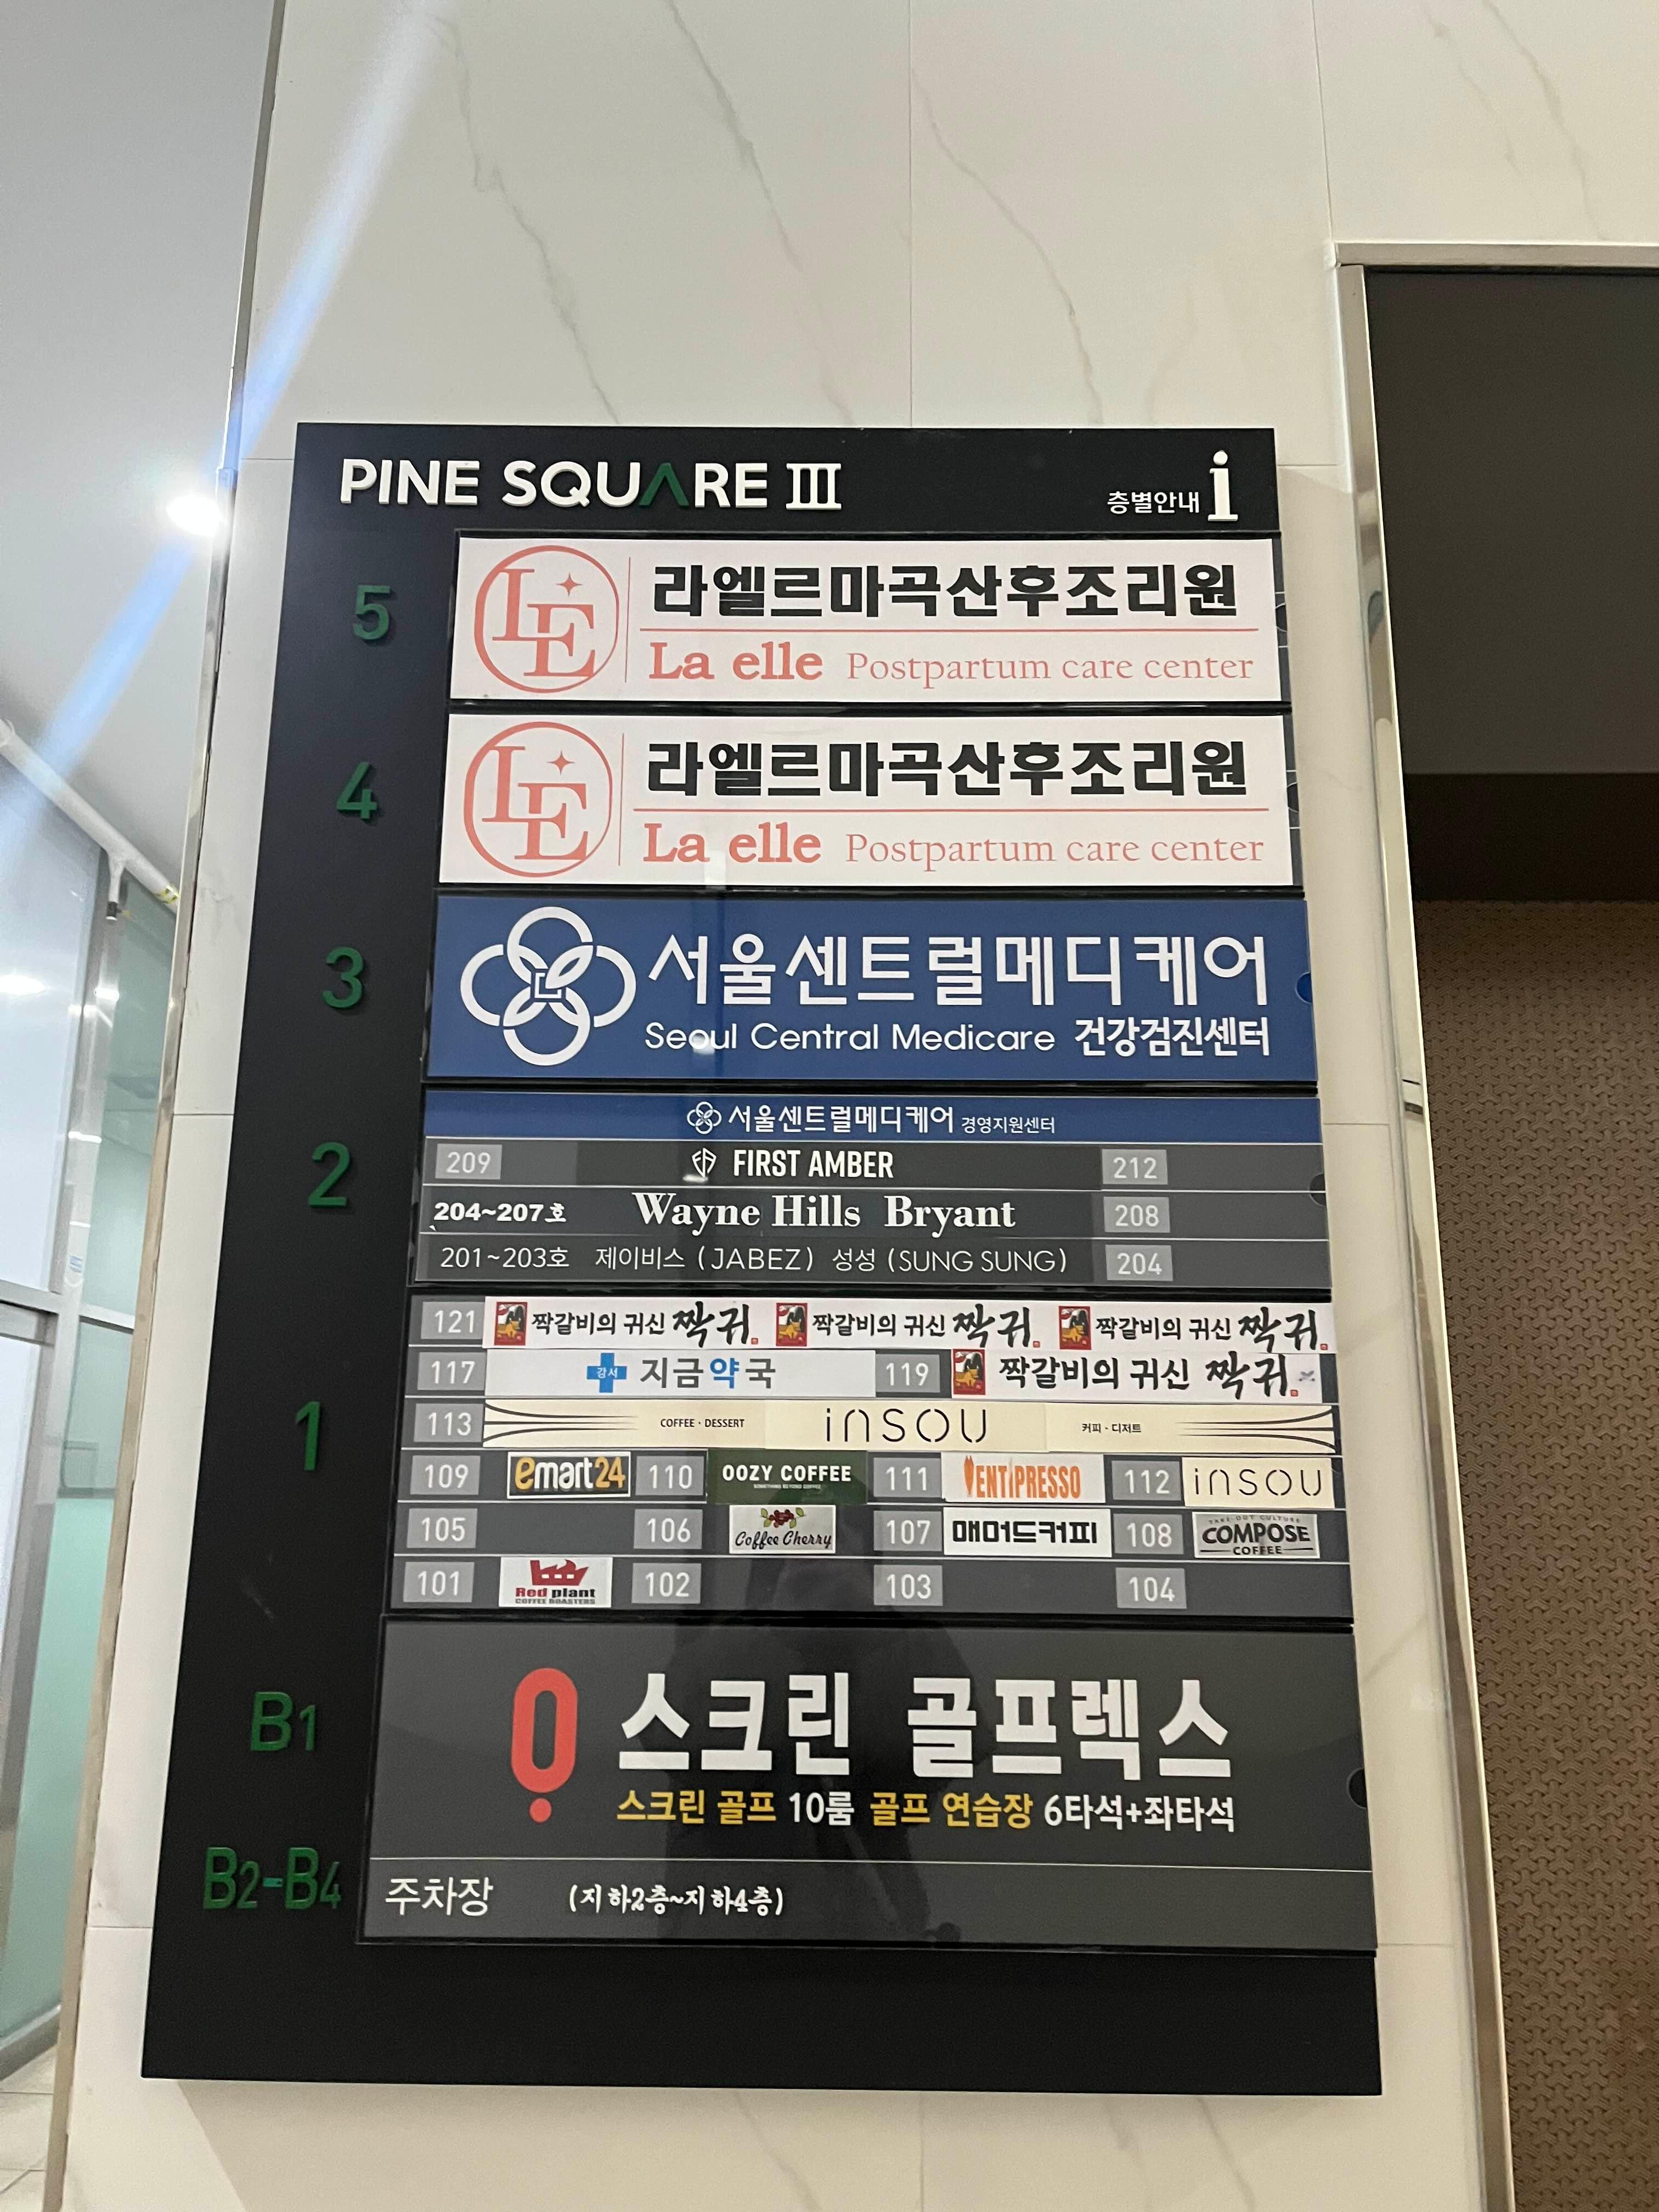 PINE SQUARE III
층별안내 i
5
LE
라엘르마곡산후조리원
La elle Postpartum care center
4
LE
라엘르마곡산후조리원
La elle Postpartum care center
3
서울센트럴메디케어
Seoul Central Medicare 건강검진센터
2
서울센트럴메디케어 경영지원센터
209 FIRST AMBER 212
204~207호 Wayne Hills Bryant 208
201~203호 제이비스 (JABEZ) 성성 (SUNG SUNG) 204
1
121 짝갈비의 귀신 짝귀 짝갈비의 귀신 짝귀 짝갈비의 귀신 짝귀
117 강서 지금약국 119 짝갈비의 귀신 짝귀
113 COFFEE · DESSERT inSOU 커피 · 디저트
109 emart24 110 OOZY COFFEE SOMETHING BEYOND COFFEE 111 VENTIPRESSO 112 inSOU
105 106 Coffee Cherry 107 매머드커피 108 TAKE OUT CULTURE COMPOSE COFFEE
101 Red plant COFFEE ROASTERS 102 103 104
B1
스크린 골프렉스
스크린 골프 10룸 골프 연습장 6타석+좌타석
B2-B4
주차장 (지하2층~지하4층)